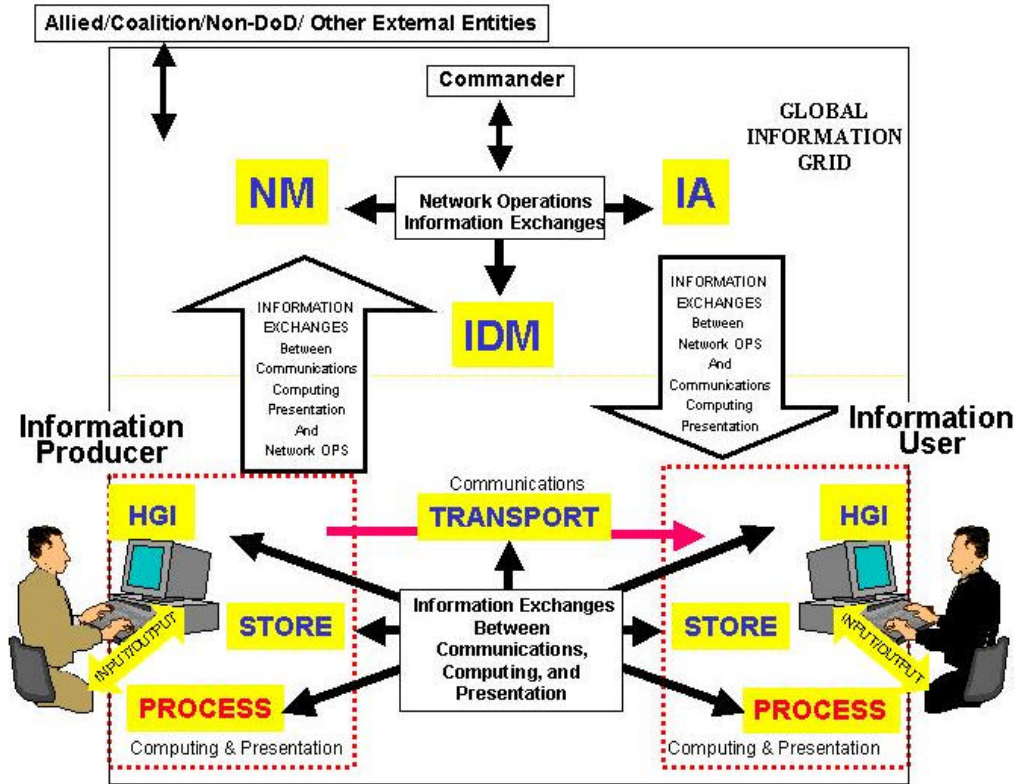 Allied/Coalition/Non-DoD/ Other External Entities
Commander
GLOBAL
INFORMATION
GRID
NM
Network Operations
Information Exchanges
IA
IDM
INFORMATION
EXCHANGES
Between
Communications
Computing
Presentation
And
Network OPS
INFORMATION
EXCHANGES
Between
Network OPS
And
Communications
Computing
Presentation
Information
Producer
Information
User
HGI
Communications
TRANSPORT
HGI
STORE
Information Exchanges
Between
Communications,
Computing, and
Presentation
STORE
INPUT/OUTPUT
INPUT/OUTPUT
PROCESS
PROCESS
Computing & Presentation
Computing & Presentation